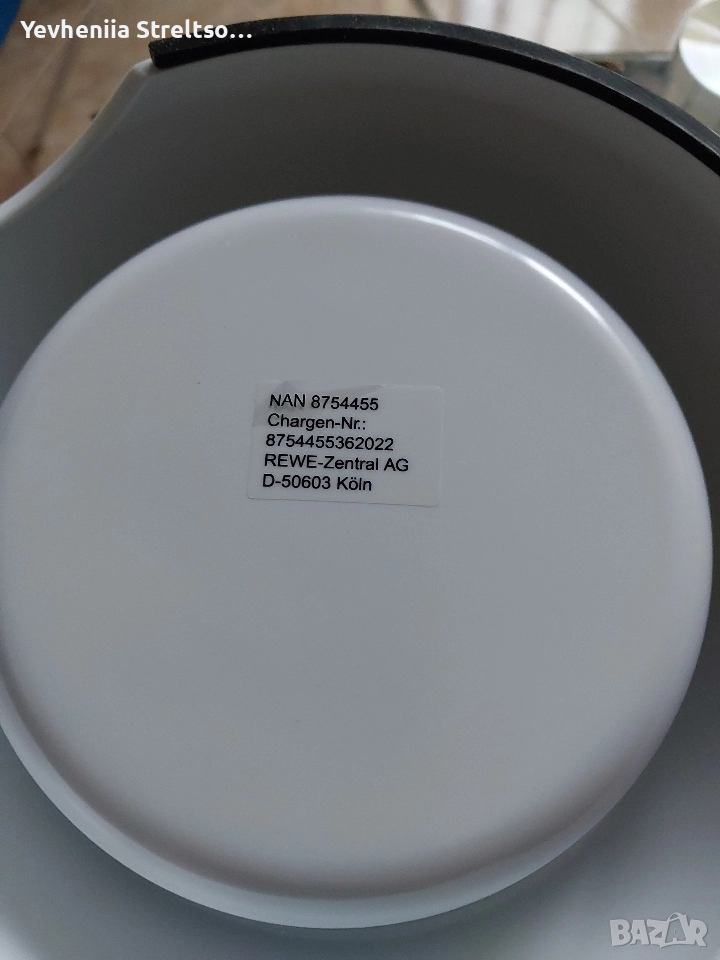 Yevheniia Streltso...
NAN 8754455
Chargen-Nr.:
8754455362022
REWE-Zentral AG
D-50603 Köln
BAZAR